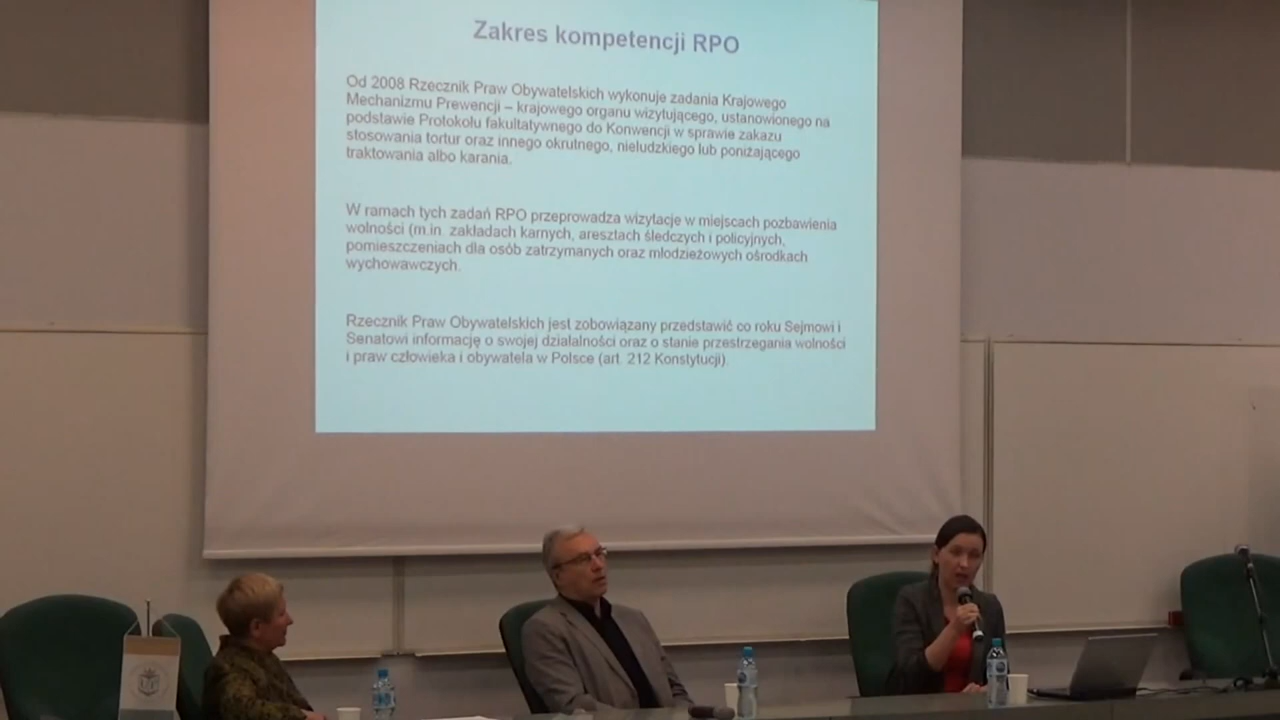 Zakres kompetencji RPO
Od 2008 Rzecznik Praw Obywatelskich wykonuje zadania Krajowego
Mechanizmu Prewencji – krajowego organu wizytującego, ustanowionego na
podstawie Protokołu fakultatywnego do Konwencji w sprawie zakazu
stosowania tortur oraz innego okrutnego, nieludzkiego lub poniżającego
traktowania albo karania.
W ramach tych zadań RPO przeprowadza wizytacje w miejscach pozbawienia
wolności (m.in. zakładach karnych, aresztach śledczych i policyjnych,
pomieszczeniach dla osób zatrzymanych oraz młodzieżowych ośrodkach
wychowawczych.
Rzecznik Praw Obywatelskich jest zobowiązany przedstawić co roku Sejmowi i
Senatowi informację o swojej działalności oraz o stanie przestrzegania wolności
i praw człowieka i obywatela w Polsce (art. 212 Konstytucji).